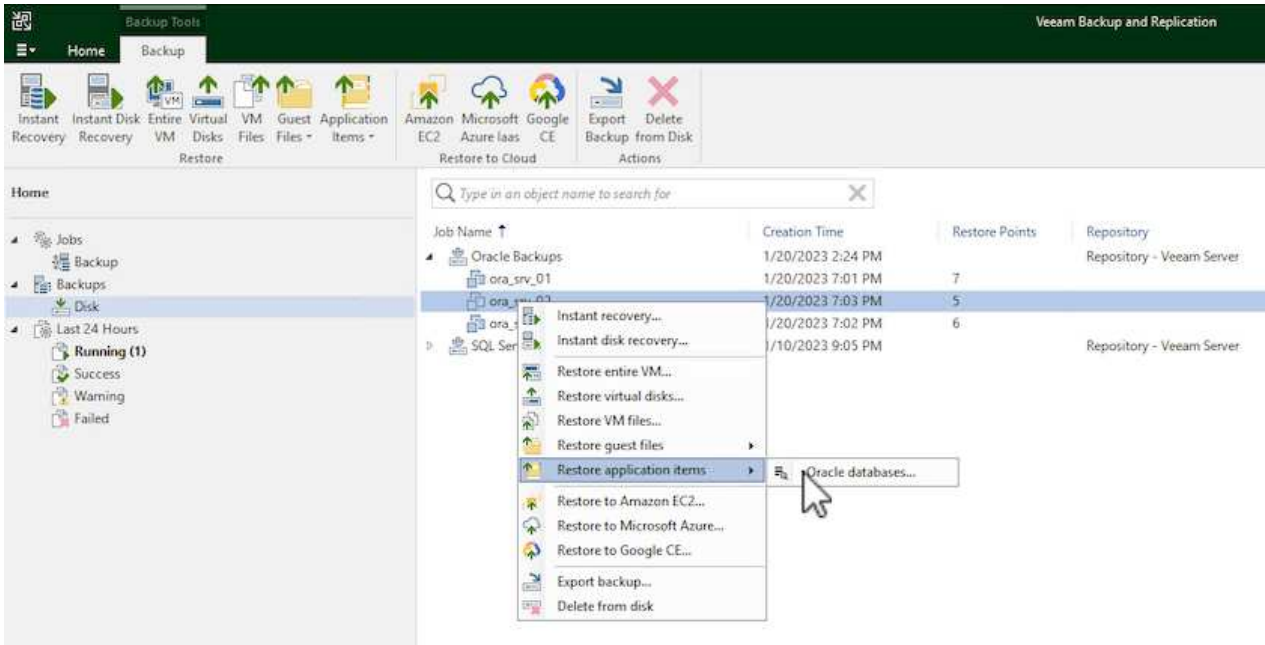 Backup Tools
Veeam Backup and Replication
Home Backup
Instant Recovery
Instant Disk Recovery
Entire VM
Virtual Disks
VM Files
Guest Files
Application Items
Amazon EC2
Microsoft Azure Iaas
Google CE
Export Backup
Delete from Disk
Restore
Restore to Cloud
Actions
Home
Type in an object name to search for
Jobs
Backup
Backups
Disk
Last 24 Hours
Running (1)
Success
Warning
Failed
Job Name Creation Time Restore Points Repository
Oracle Backups 1/20/2023 2:24 PM Repository - Veeam Server
ora_srv_01 1/20/2023 7:01 PM 7
ora_srv_02 1/20/2023 7:03 PM 5
ora_s 1/20/2023 7:02 PM 6
SQL Ser 1/10/2023 9:05 PM Repository - Veeam Server
Instant recovery...
Instant disk recovery...
Restore entire VM...
Restore virtual disks...
Restore VM files...
Restore guest files
Restore application items
Oracle databases...
Restore to Amazon EC2...
Restore to Microsoft Azure...
Restore to Google CE...
Export backup...
Delete from disk